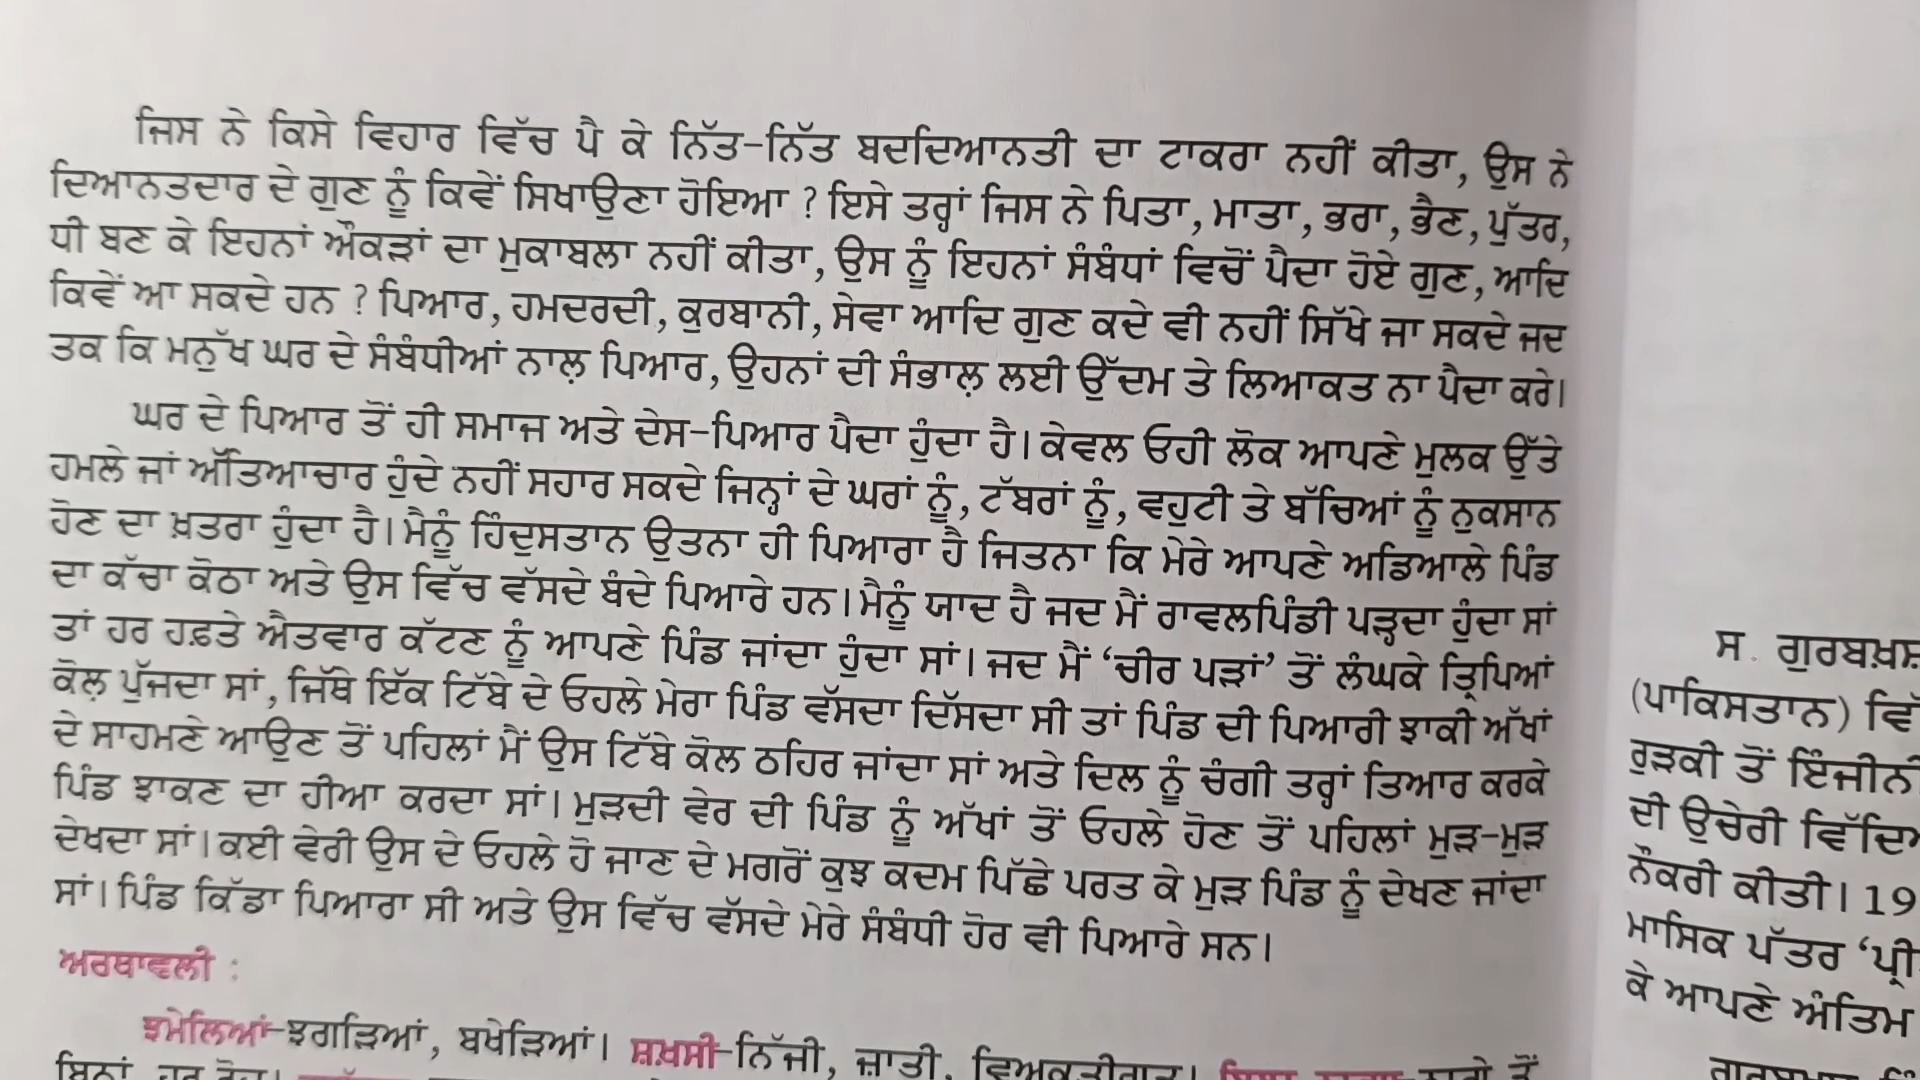 ਜਿਸ ਨੇ ਕਿਸੇ ਵਿਹਾਰ ਵਿੱਚ ਪੈ ਕੇ ਨਿੱਤ-ਨਿੱਤ ਬਦਦਿਆਨਤੀ ਦਾ ਟਾਕਰਾ ਨਹੀਂ ਕੀਤਾ, ਉਸ ਨੇ
ਦਿਆਨਤਦਾਰ ਦੇ ਗੁਣ ਨੂੰ ਕਿਵੇਂ ਸਿਖਾਉਣਾ ਹੋਇਆ ? ਇਸੇ ਤਰ੍ਹਾਂ ਜਿਸ ਨੇ ਪਿਤਾ, ਮਾਤਾ, ਭਰਾ, ਭੈਣ, ਪੁੱਤਰ,
ਧੀ ਬਣ ਕੇ ਇਹਨਾਂ ਔਕੜਾਂ ਦਾ ਮੁਕਾਬਲਾ ਨਹੀਂ ਕੀਤਾ, ਉਸ ਨੂੰ ਇਹਨਾਂ ਸੰਬੰਧਾਂ ਵਿਚੋਂ ਪੈਦਾ ਹੋਏ ਗੁਣ, ਆਦਿ
ਕਿਵੇਂ ਆ ਸਕਦੇ ਹਨ ? ਪਿਆਰ, ਹਮਦਰਦੀ, ਕੁਰਬਾਨੀ, ਸੇਵਾ ਆਦਿ ਗੁਣ ਕਦੇ ਵੀ ਨਹੀਂ ਸਿੱਖੇ ਜਾ ਸਕਦੇ ਜਦ
ਤਕ ਕਿ ਮਨੁੱਖ ਘਰ ਦੇ ਸੰਬੰਧੀਆਂ ਨਾਲ਼ ਪਿਆਰ, ਉਹਨਾਂ ਦੀ ਸੰਭਾਲ਼ ਲਈ ਉੱਦਮ ਤੇ ਲਿਆਕਤ ਨਾ ਪੈਦਾ ਕਰੇ।
ਘਰ ਦੇ ਪਿਆਰ ਤੋਂ ਹੀ ਸਮਾਜ ਅਤੇ ਦੇਸ-ਪਿਆਰ ਪੈਦਾ ਹੁੰਦਾ ਹੈ। ਕੇਵਲ ਓਹੀ ਲੋਕ ਆਪਣੇ ਮੁਲਕ ਉੱਤੇ
ਹਮਲੇ ਜਾਂ ਅੱਤਿਆਚਾਰ ਹੁੰਦੇ ਨਹੀਂ ਸਹਾਰ ਸਕਦੇ ਜਿਨ੍ਹਾਂ ਦੇ ਘਰਾਂ ਨੂੰ, ਟੱਬਰਾਂ ਨੂੰ, ਵਹੁਟੀ ਤੇ ਬੱਚਿਆਂ ਨੂੰ ਨੁਕਸਾਨ
ਹੋਣ ਦਾ ਖ਼ਤਰਾ ਹੁੰਦਾ ਹੈ। ਮੈਨੂੰ ਹਿੰਦੁਸਤਾਨ ਉਤਨਾ ਹੀ ਪਿਆਰਾ ਹੈ ਜਿਤਨਾ ਕਿ ਮੇਰੇ ਆਪਣੇ ਅਡਿਆਲੇ ਪਿੰਡ
ਦਾ ਕੱਚਾ ਕੋਠਾ ਅਤੇ ਉਸ ਵਿੱਚ ਵੱਸਦੇ ਬੰਦੇ ਪਿਆਰੇ ਹਨ। ਮੈਨੂੰ ਯਾਦ ਹੈ ਜਦ ਮੈਂ ਰਾਵਲਪਿੰਡੀ ਪੜ੍ਹਦਾ ਹੁੰਦਾ ਸਾਂ
ਤਾਂ ਹਰ ਹਫ਼ਤੇ ਐਤਵਾਰ ਕੱਟਣ ਨੂੰ ਆਪਣੇ ਪਿੰਡ ਜਾਂਦਾ ਹੁੰਦਾ ਸਾਂ। ਜਦ ਮੈਂ ‘ਚੀਰ ਪੜਾਂ’ ਤੋਂ ਲੰਘਕੇ ਤ੍ਰਿਪਿਆਂ
ਕੋਲ਼ ਪੁੱਜਦਾ ਸਾਂ, ਜਿੱਥੇ ਇੱਕ ਟਿੱਬੇ ਦੇ ਓਹਲੇ ਮੇਰਾ ਪਿੰਡ ਵੱਸਦਾ ਦਿੱਸਦਾ ਸੀ ਤਾਂ ਪਿੰਡ ਦੀ ਪਿਆਰੀ ਝਾਕੀ ਅੱਖਾਂ
ਦੇ ਸਾਹਮਣੇ ਆਉਣ ਤੋਂ ਪਹਿਲਾਂ ਮੈਂ ਉਸ ਟਿੱਬੇ ਕੋਲ ਠਹਿਰ ਜਾਂਦਾ ਸਾਂ ਅਤੇ ਦਿਲ ਨੂੰ ਚੰਗੀ ਤਰ੍ਹਾਂ ਤਿਆਰ ਕਰਕੇ
ਪਿੰਡ ਝਾਕਣ ਦਾ ਹੀਆ ਕਰਦਾ ਸਾਂ। ਮੁੜਦੀ ਵੇਰ ਦੀ ਪਿੰਡ ਨੂੰ ਅੱਖਾਂ ਤੋਂ ਓਹਲੇ ਹੋਣ ਤੋਂ ਪਹਿਲਾਂ ਮੁੜ-ਮੁੜ
ਦੇਖਦਾ ਸਾਂ। ਕਈ ਵੇਰੀ ਉਸ ਦੇ ਓਹਲੇ ਹੋ ਜਾਣ ਦੇ ਮਗਰੋਂ ਕੁਝ ਕਦਮ ਪਿੱਛੇ ਪਰਤ ਕੇ ਮੁੜ ਪਿੰਡ ਨੂੰ ਦੇਖਣ ਜਾਂਦਾ
ਸਾਂ। ਪਿੰਡ ਕਿੱਡਾ ਪਿਆਰਾ ਸੀ ਅਤੇ ਉਸ ਵਿੱਚ ਵੱਸਦੇ ਮੇਰੇ ਸੰਬੰਧੀ ਹੋਰ ਵੀ ਪਿਆਰੇ ਸਨ।
ਅਰਥਾਵਲੀ :
ਝਮੇਲਿਆਂ-ਝਗੜਿਆਂ, ਬਖੇੜਿਆਂ। ਸ਼ਖ਼ਸੀ-ਨਿੱਜੀ, ਜ਼ਾਤੀ, ਵਿਅਕਤੀਗਤ।
ਸ. ਗੁਰਬਖ਼ਸ਼
(ਪਾਕਿਸਤਾਨ) ਵਿੱ
ਰੁੜਕੀ ਤੋਂ ਇੰਜੀਨੀ
ਦੀ ਉਚੇਰੀ ਵਿੱਦਿਆ
ਨੌਕਰੀ ਕੀਤੀ। 19
ਮਾਸਿਕ ਪੱਤਰ ‘ਪ੍ਰੀ
ਕੇ ਆਪਣੇ ਅੰਤਿਮ